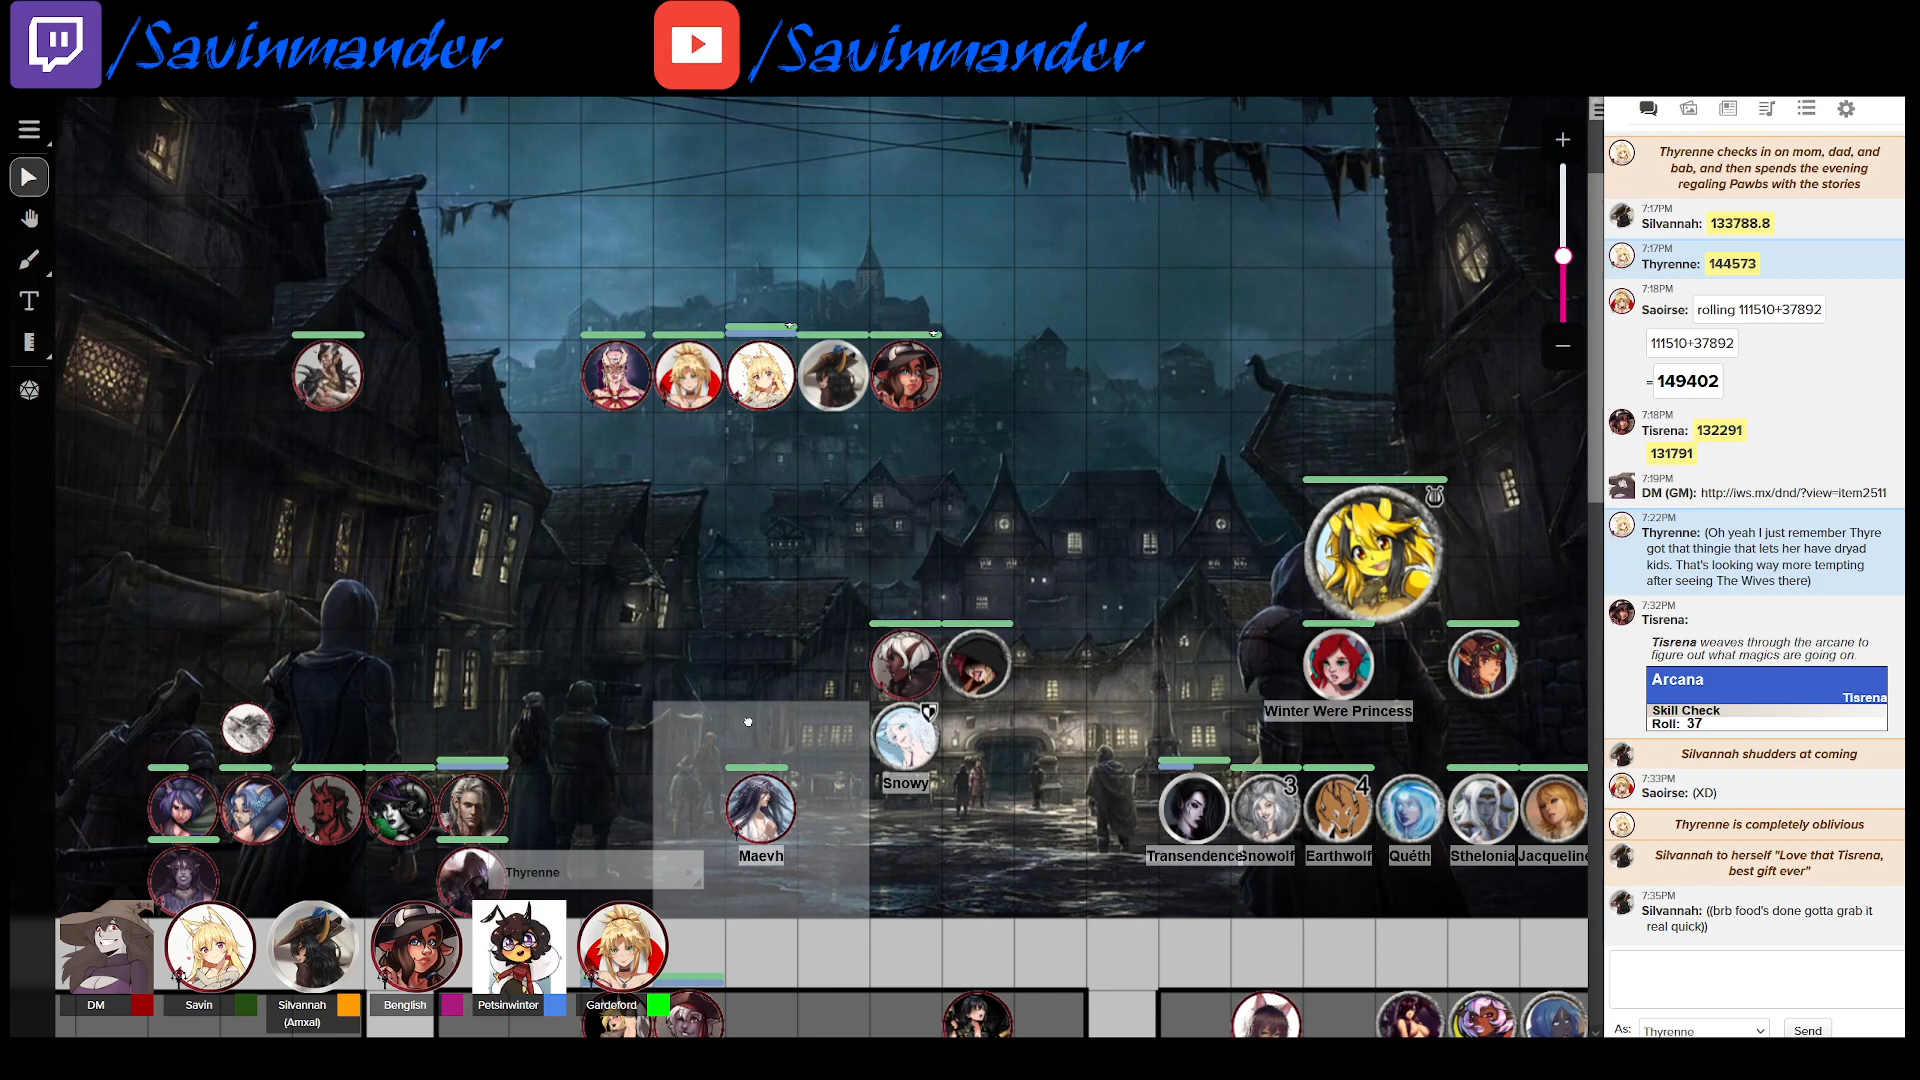 /Savinmander
/Savinmander
Thyrenne checks in on mom, dad, and
bab, and then spends the evening
regaling Pawbs with the stories
7:17PM
Silvannah: 133788.8
7:17PM
Thyrenne: 144573
7:18PM
Saoirse: rolling 111510+37892
111510+37892
= 149402
7:18PM
Tisrena: 132291
131791
7:19PM
DM (GM): http://iws.mx/dnd/?view=item2511
7:22PM
Thyrenne: (Oh yeah I just remember Thyre
got that thingie that lets her have dryad
kids. That's looking way more tempting
after seeing The Wives there)
7:32PM
Tisrena:
Tisrena weaves through the arcane to
figure out what magics are going on.
Arcana
Tisrena
Skill Check
Roll: 37
Silvannah shudders at coming
7:33PM
Saoirse: (XD)
Thyrenne is completely oblivious
Silvannah to herself "Love that Tisrena,
best gift ever"
7:35PM
Silvannah: ((brb food's done gotta grab it
real quick))
As: Thyrenne Send
Winter Were Princess
Snowy
3
4
Maevh
Transendence Snowolf Earthwolf Quéth Sthelonia Jacqueline
Thyrenne
DM Savin Silvannah (Amxal) Benglish Petsinwinter Gardeford